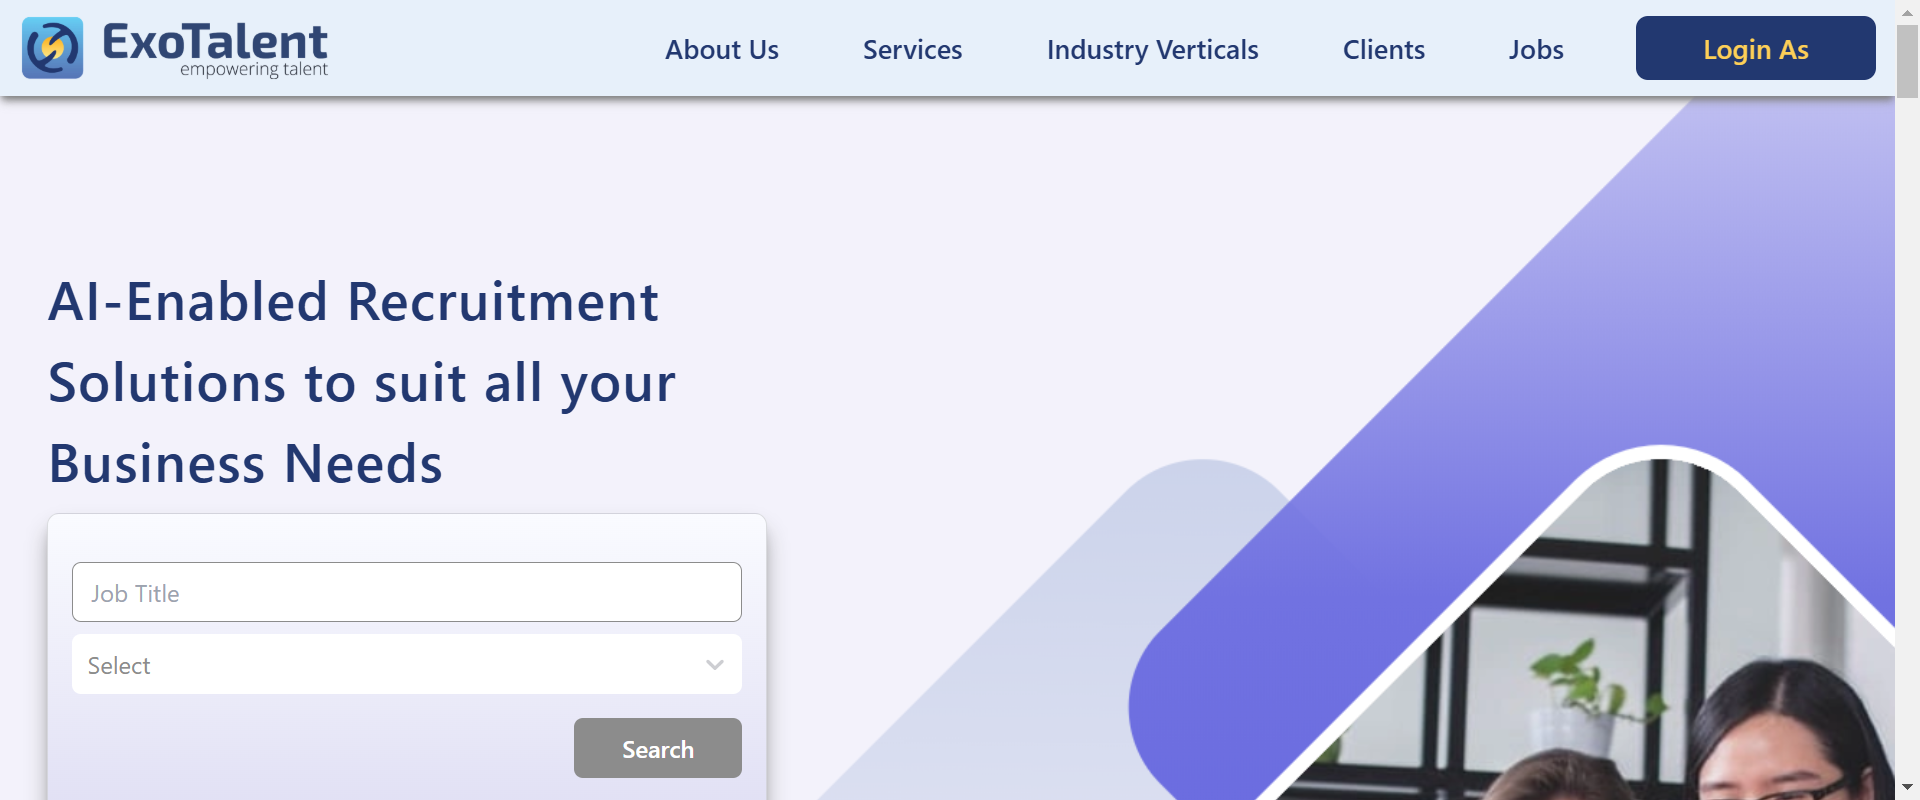 ExoTalent
empowering talent
About Us
Services
Industry Verticals
Clients
Jobs
Login As
AI-Enabled Recruitment
Solutions to suit all your
Business Needs
Job Title
Select
Search